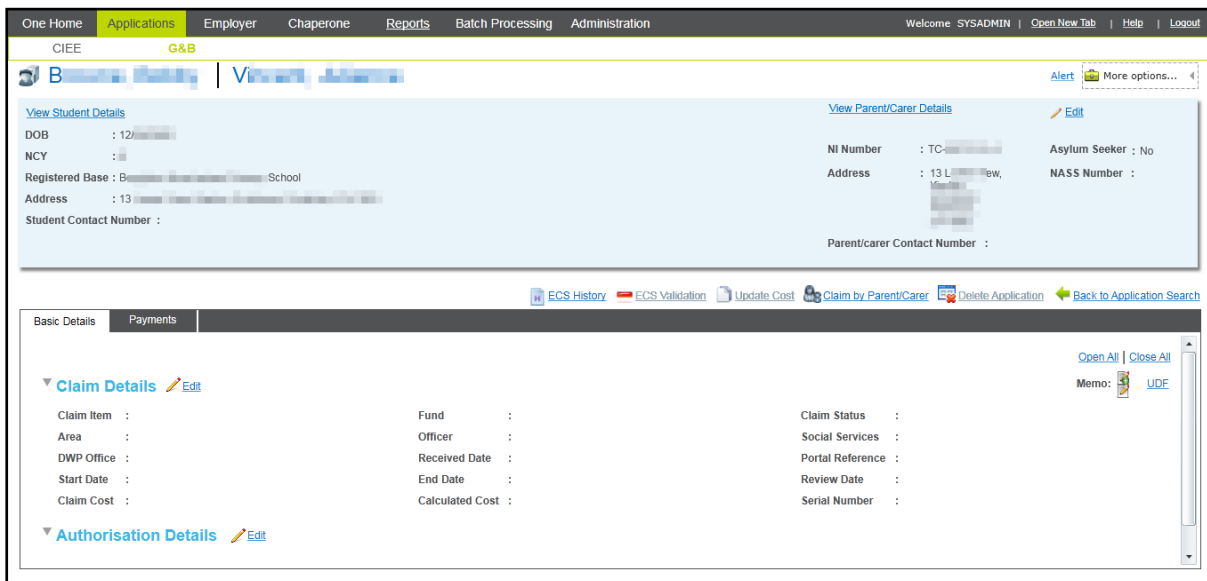 One Home Applications Employer Chaperone Reports Batch Processing Administration Welcome SYSADMIN | Open New Tab | Help | Logout
CIEE G&B
Alert More options...
View Student Details View Parent/Carer Details Edit
DOB : 12/
NCY :
NI Number : TC- Asylum Seeker : No
Registered Base : B School
Address : 13 NASS Number :
Address : 13
Student Contact Number :
Parent/carer Contact Number :
ECS History ECS Validation Update Cost Claim by Parent/Carer Delete Application Back to Application Search
Basic Details Payments
Open All | Close All
Claim Details Edit Memo: UDF
Claim Item : Fund : Claim Status :
Area : Officer : Social Services :
DWP Office : Received Date : Portal Reference :
Start Date : End Date : Review Date :
Claim Cost : Calculated Cost : Serial Number :
Authorisation Details Edit